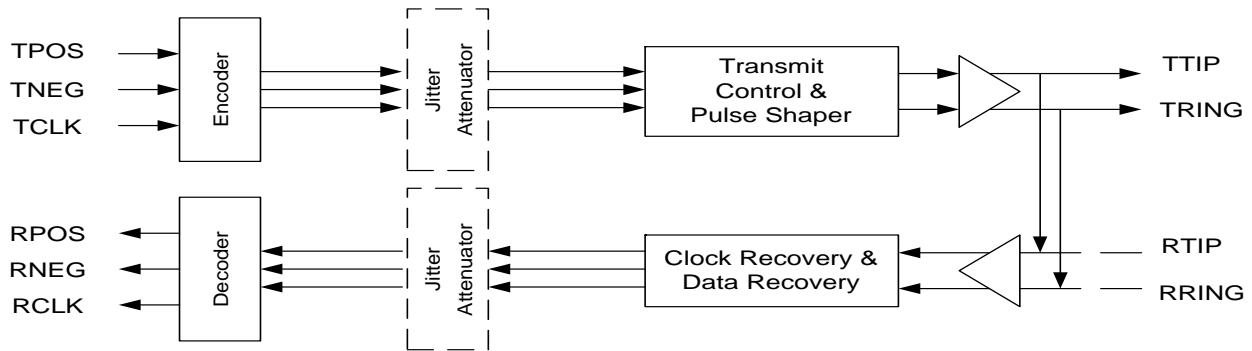 TPOS
TNEG
TCLK
Encoder
Jitter
Attenuator
Transmit
Control &
Pulse Shaper
TTIP
TRING
RPOS
RNEG
RCLK
Decoder
Jitter
Attenuator
Clock Recovery &
Data Recovery
RTIP
RRING